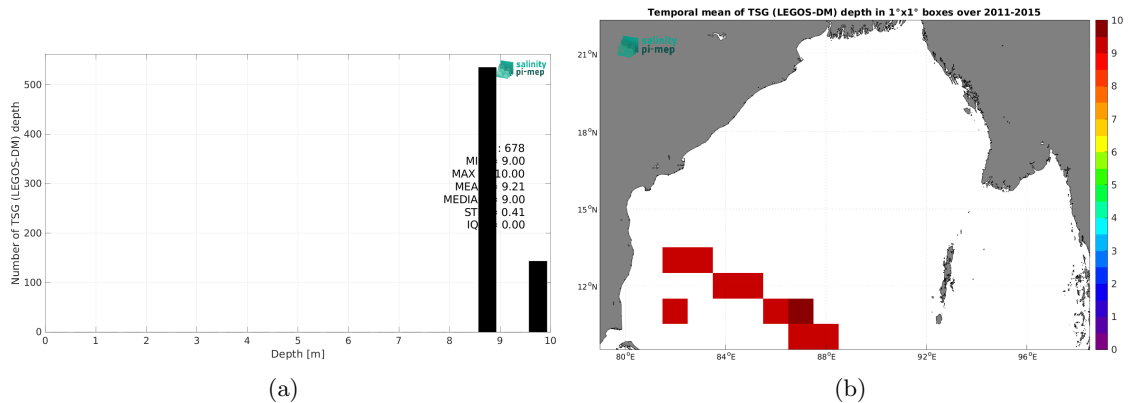 Temporal mean of TSG (LEGOS-DM) depth in 1°x1° boxes over 2011-2015
salinity
pi-mep
Number of TSG (LEGOS-DM) depth
500
400
300
200
100
0
: 678
MI 9.00
MAX 10.00
MEA 9.21
MEDIA 9.00
ST 0.41
IQ 0.00
0 1 2 3 4 5 6 7 8 9 10
Depth [m]
(a)
salinity
pi-mep
21°N
18°N
15°N
12°N
80°E 84°E 88°E 92°E 96°E
10
9
8
7
6
5
4
3
2
1
0
(b)